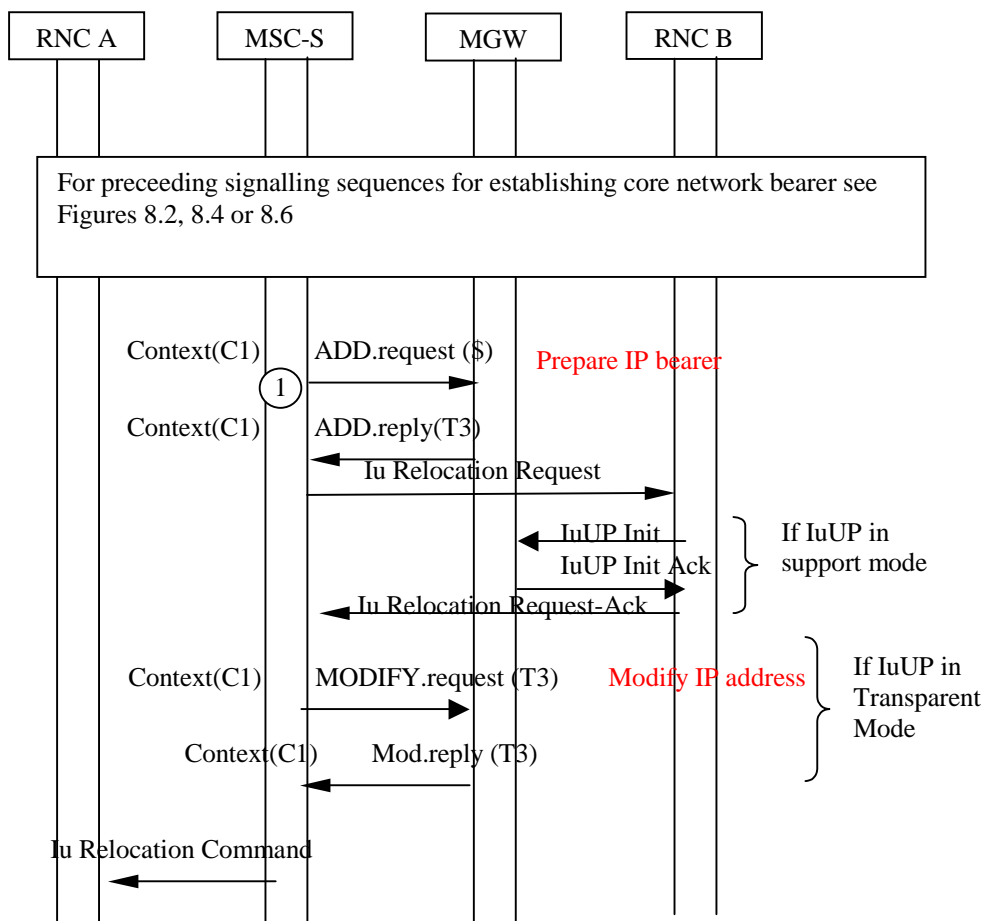 RNC A
MSC-S
MGW
RNC B
For preceeding signalling sequences for establishing core network bearer see
Figures 8.2, 8.4 or 8.6
Context(C1)
ADD.request ($)
Prepare IP bearer
1
Context(C1)
ADD.reply(T3)
Iu Relocation Request
IuUP Init
IuUP Init Ack
If IuUP in
support mode
Iu Relocation Request-Ack
Context(C1)
MODIFY.request (T3)
Modify IP address
If IuUP in
Transparent
Mode
Context(C1)
Mod.reply (T3)
Iu Relocation Command